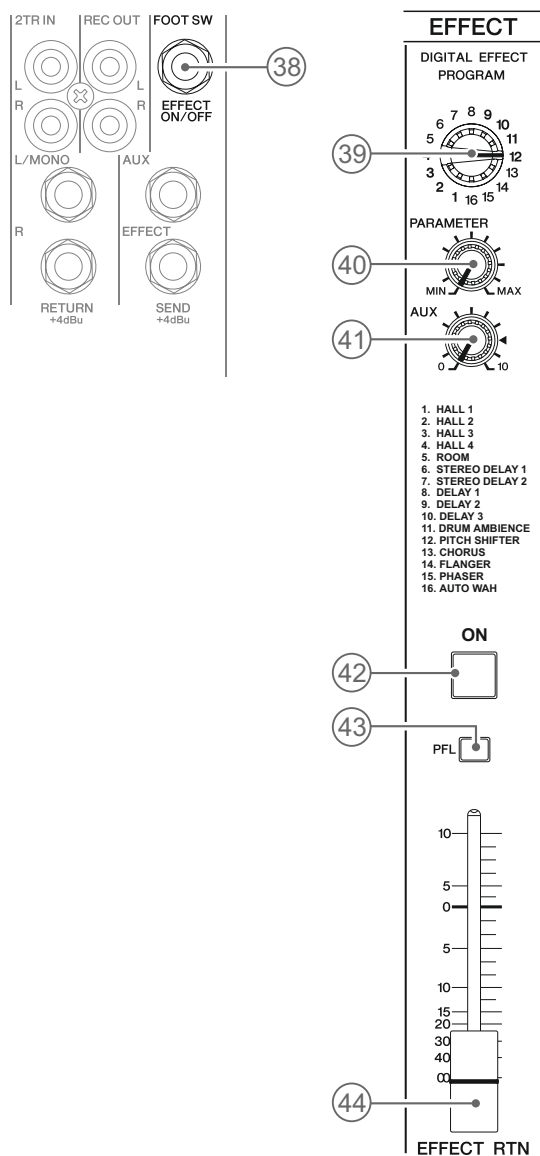 2TR IN REC OUT FOOT SW
38
L L
R R
EFFECT
ON/OFF
L/MONO AUX
R EFFECT
RETURN
+4dBu
SEND
+4dBu
EFFECT
DIGITAL EFFECT
PROGRAM
39
1 2 3 4 5 6 7 8 9 10 11 12 13 14 15 16
PARAMETER
40
MIN MAX
AUX
41
0 10
1. HALL 1
2. HALL 2
3. HALL 3
4. HALL 4
5. ROOM
6. STEREO DELAY 1
7. STEREO DELAY 2
8. DELAY 1
9. DELAY 2
10. DELAY 3
11. DRUM AMBIENCE
12. PITCH SHIFTER
13. CHORUS
14. FLANGER
15. PHASER
16. AUTO WAH
ON
42
43
PFL
10
5
0
5
10
15
20
30
40
∞
44
EFFECT RTN